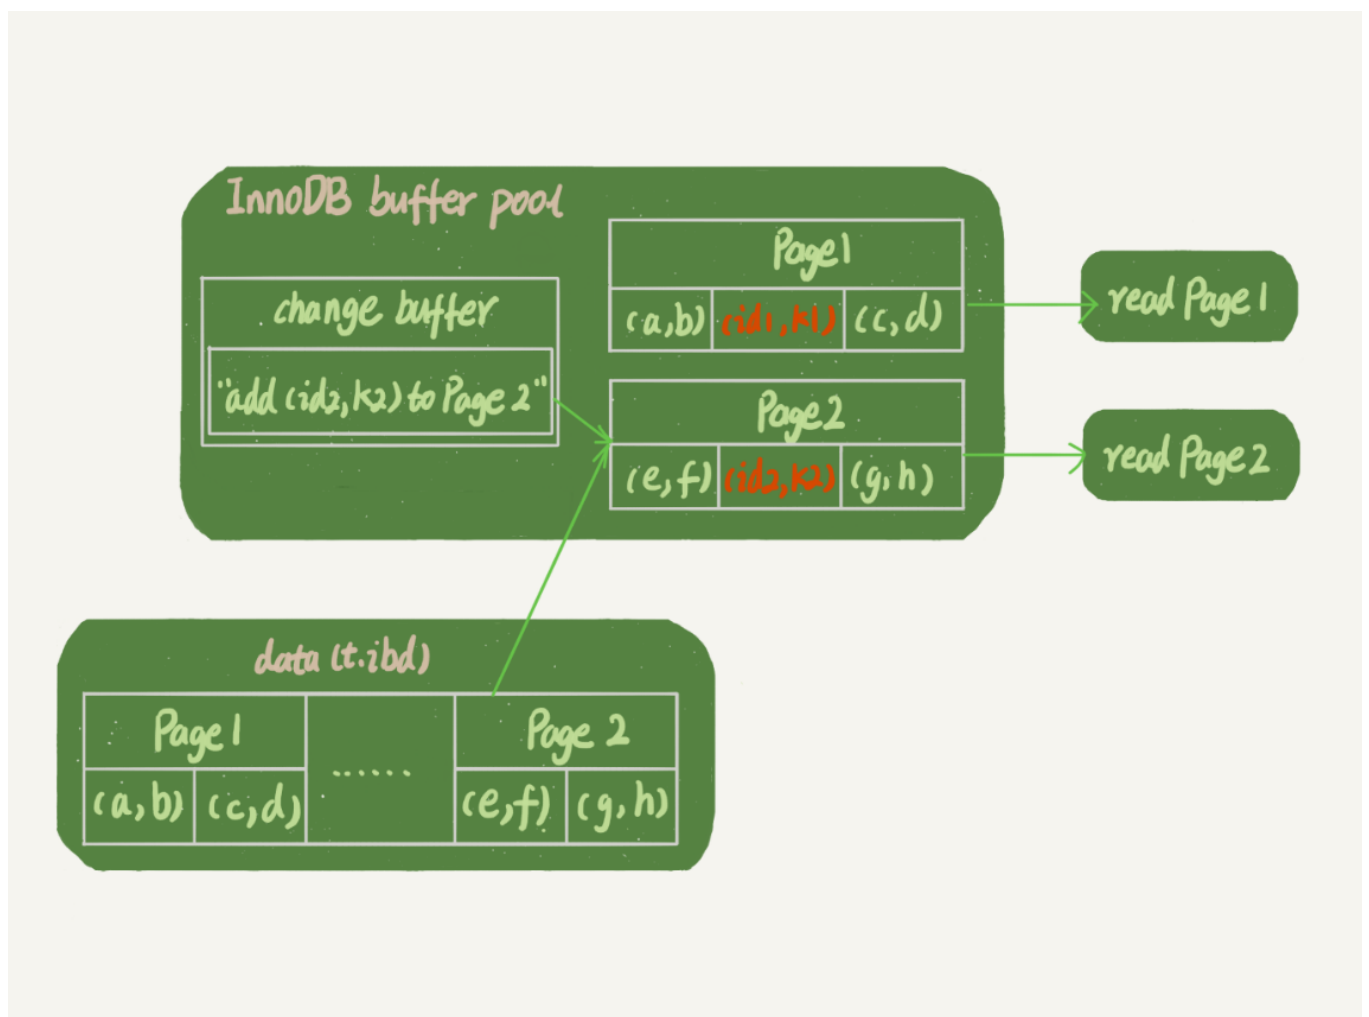 InnoDB buffer pool
change buffer
"add (id2,k2) to Page 2"
Page1
(a,b) (id1,k1) (c,d)
Page2
(e,f) (id2,k2) (g,h)
read Page1
read Page2
data (t.ibd)
Page1
(a,b) (c,d)
......
Page 2
(e,f) (g,h)